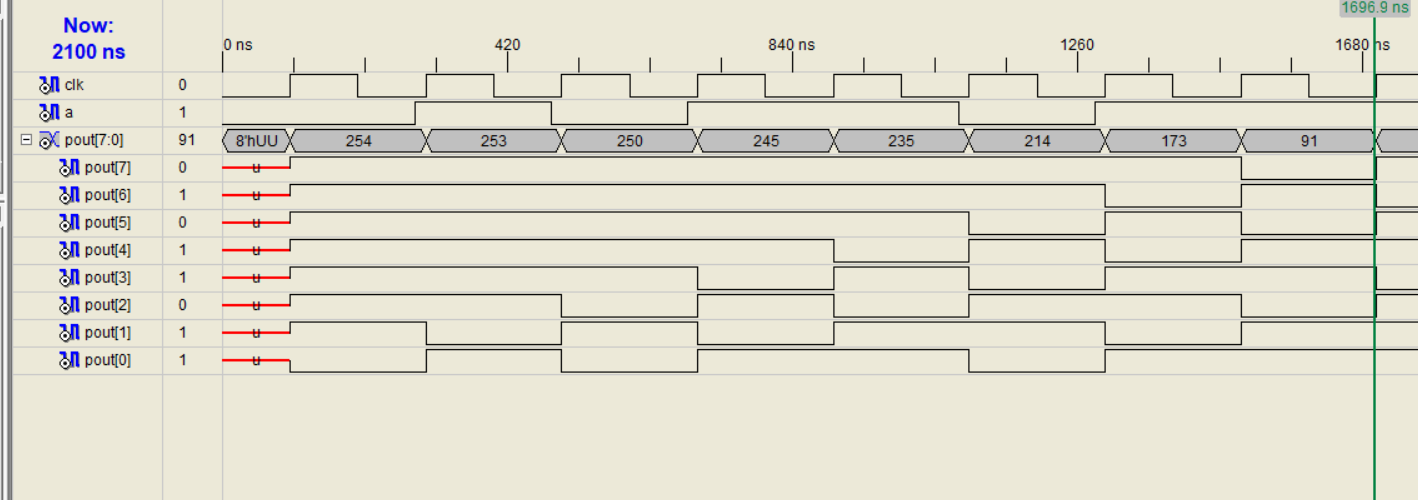 1696.9 ns
Now:
2100 ns
0 ns 420 840 ns 1260 1680 ns
clk 0
a 1
pout[7:0] 91 8'hUU 254 253 250 245 235 214 173 91
pout[7] 0 u
pout[6] 1 u
pout[5] 0 u
pout[4] 1 u
pout[3] 1 u
pout[2] 0 u
pout[1] 1 u
pout[0] 1 u